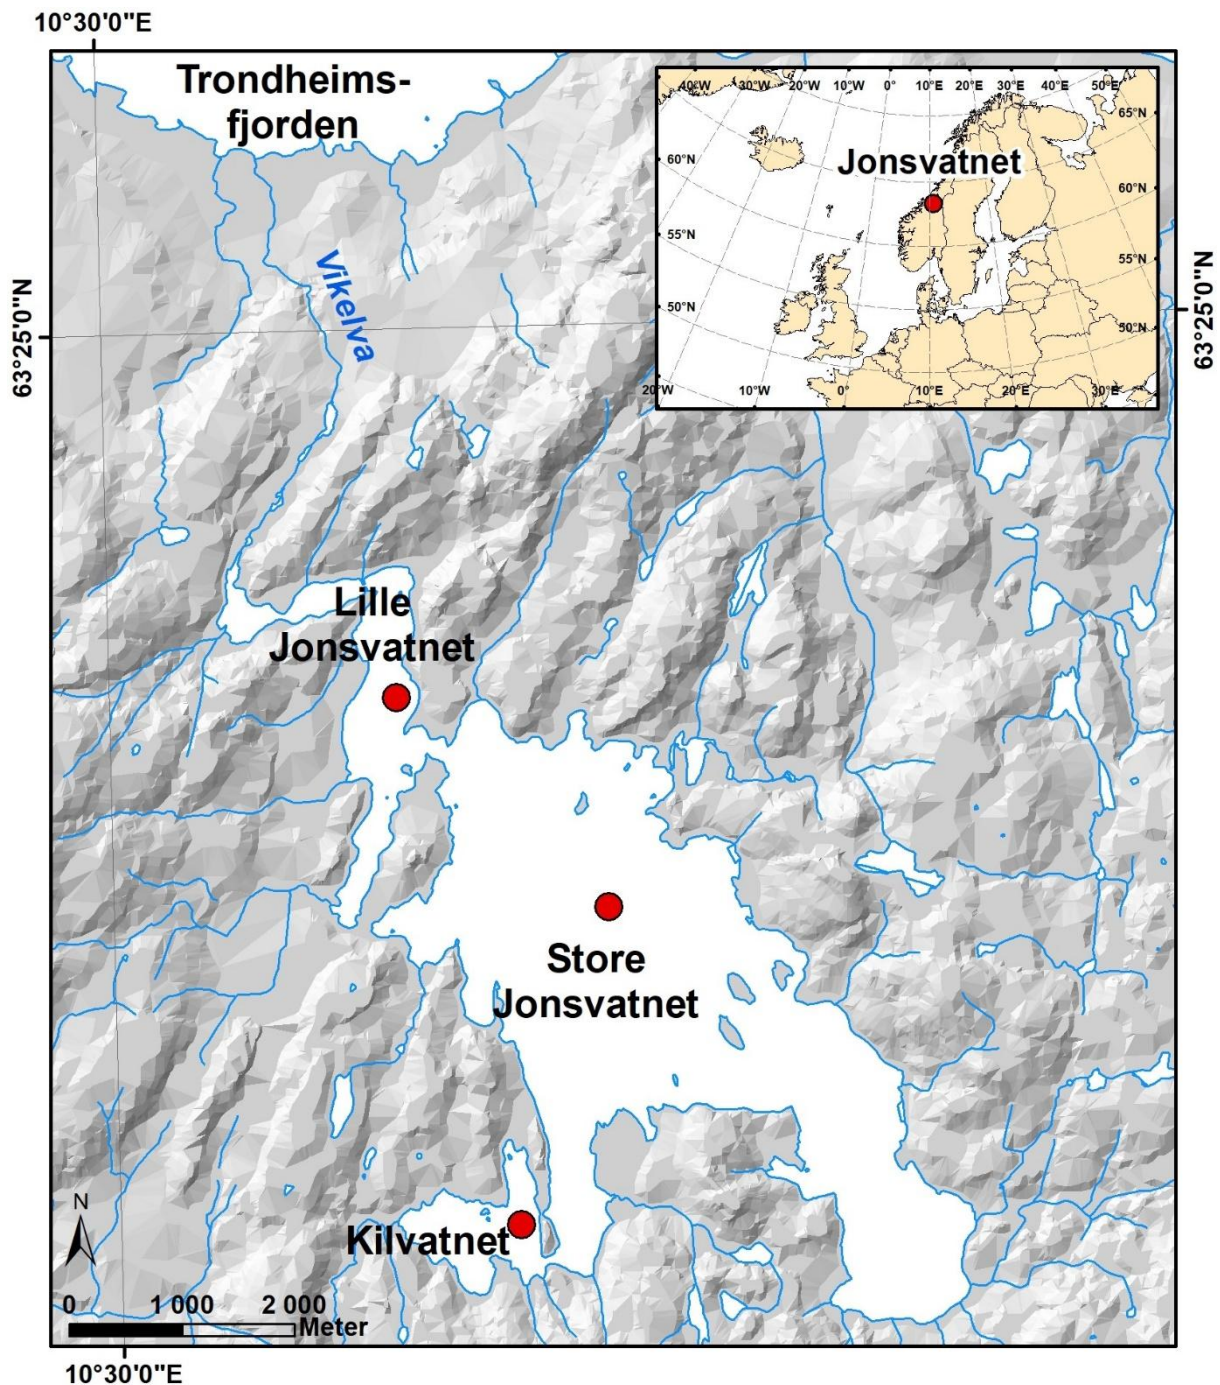 10°30'0"E
Trondheims-
fjorden
40°W 30°W 20°W 10°W 0° 10°E 20°E 30°E 40°E 50°E
65°N
60°N
Jonsvatnet
60°N
55°N
55°N
50°N
50°N
20°W 10°W 0° 10°E 20°E 30°E
Vikelva
63°25'0"N
63°25'0"N
Lille
Jonsvatnet
Store
Jonsvatnet
Kilvatnet
N
0 1 000 2 000
Meter
10°30'0"E